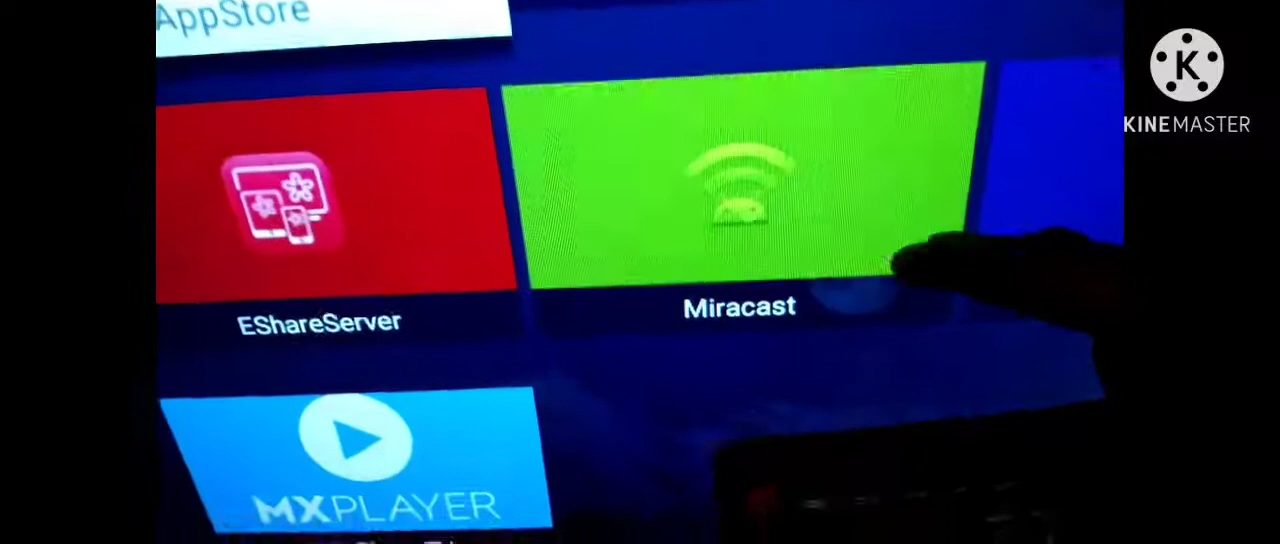 AppStore
K
KINEMASTER
EShareServer
Miracast
MXPLAYER